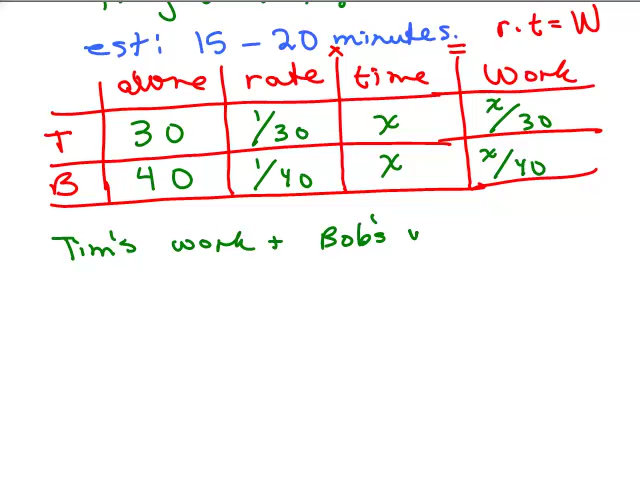 est: 15 - 20 minutes.
r.t = W
× =
alone rate time Work
T 30 1/30 x x/30
B 40 1/40 x x/40
Tim's work + Bob's